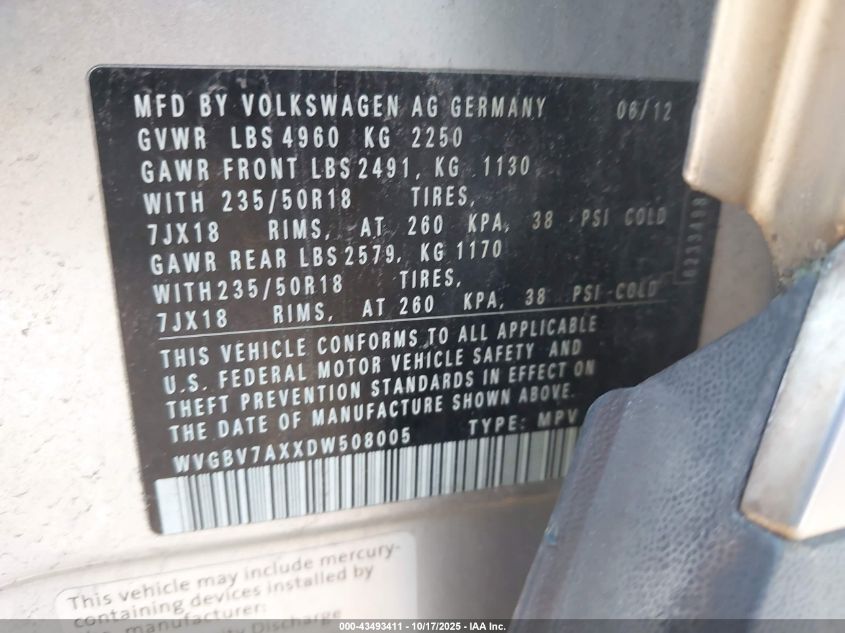 MFD BY VOLKSWAGEN AG GERMANY 06/12
GVWR LBS 4960 KG 2250
GAWR FRONT LBS 2491, KG 1130
WITH 235/50R18 TIRES,
7JX18 RIMS, AT 260 KPA, 38 PSI COLD
GAWR REAR LBS 2579, KG 1170
WITH 235/50R18 TIRES,
7JX18 RIMS, AT 260 KPA, 38 PSI COLD
THIS VEHICLE CONFORMS TO ALL APPLICABLE
U.S. FEDERAL MOTOR VEHICLE SAFETY AND
THEFT PREVENTION STANDARDS IN EFFECT ON
THE DATE OF MANUFACTURE SHOWN ABOVE.
WVGBV7AXXDW508005 TYPE: MPV
This vehicle may include mercury-
containing devices installed by
manufacturer:
Discharge
000-43493411 - 10/17/2025 - IAA Inc.